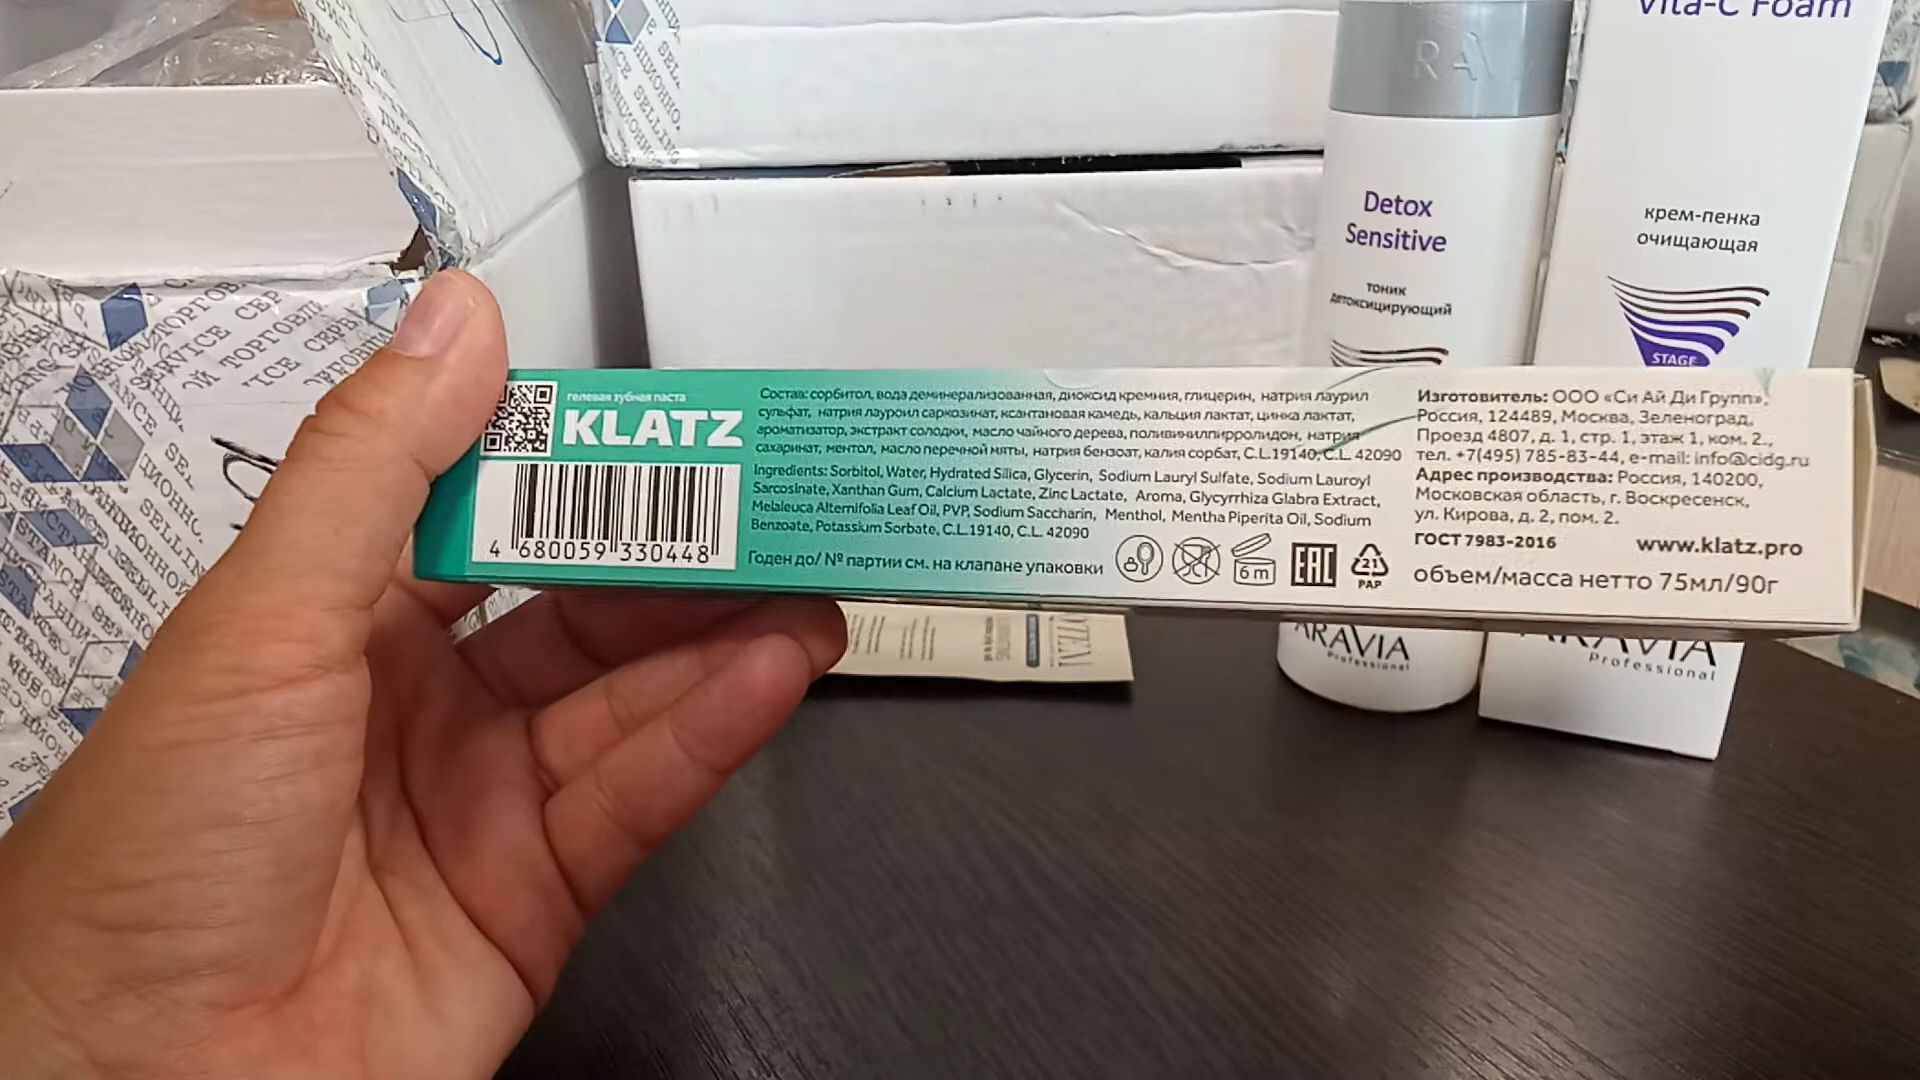 Vita-C Foam
крем-пенка
очищающая
STAGE
ARAVIA
Professional
Detox
Sensitive
тоник
детоксицирующий
ARAVIA
Professional
гелевая зубная паста
KLATZ
4 680059 330448
Состав: сорбитол, вода деминерализованная, диоксид кремния, глицерин, натрия лаурил
сульфат, натрия лауроил саркозинат, ксантановая камедь, кальция лактат, цинка лактат,
ароматизатор, экстракт солодки, масло чайного дерева, поливинилпирролидон, натрия
сахаринат, ментол, масло перечной мяты, натрия бензоат, калия сорбат, C.L.19140, C.L. 42090
Ingredients: Sorbitol, Water, Hydrated Silica, Glycerin, Sodium Lauryl Sulfate, Sodium Lauroyl
Sarcosinate, Xanthan Gum, Calcium Lactate, Zinc Lactate, Aroma, Glycyrrhiza Glabra Extract,
Melaleuca Alternifolia Leaf Oil, PVP, Sodium Saccharin, Menthol, Mentha Piperita Oil, Sodium
Benzoate, Potassium Sorbate, C.L.19140, C.L. 42090
Годен до/ № партии см. на клапане упаковки
6 m
EAC
21
PAP
Изготовитель: ООО «Си Ай Ди Групп»,
Россия, 124489, Москва, Зеленоград,
Проезд 4807, д. 1, стр. 1, этаж 1, ком. 2.,
тел. +7(495) 785-83-44, e-mail: info@cidg.ru
Адрес производства: Россия, 140200,
Московская область, г. Воскресенск,
ул. Кирова, д. 2, пом. 2.
ГОСТ 7983-2016
www.klatz.pro
объем/масса нетто 75мл/90г